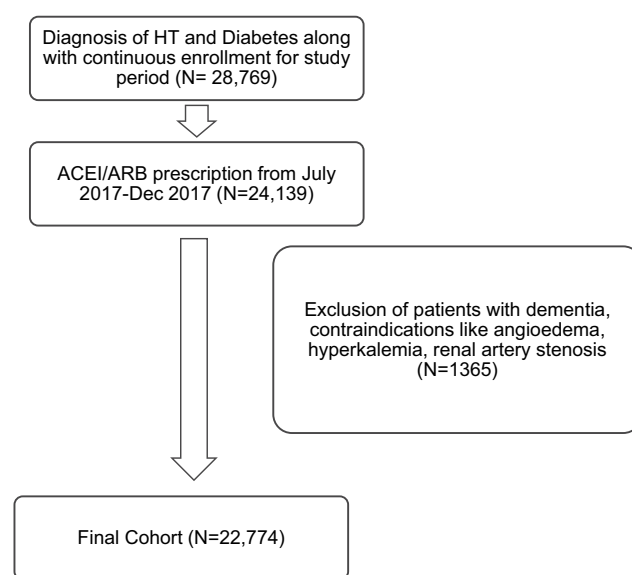 Diagnosis of HT and Diabetes along
with continuous enrollment for study
period (N= 28,769)
ACEI/ARB prescription from July
2017-Dec 2017 (N=24,139)
Exclusion of patients with dementia,
contraindications like angioedema,
hyperkalemia, renal artery stenosis
(N=1365)
Final Cohort (N=22,774)